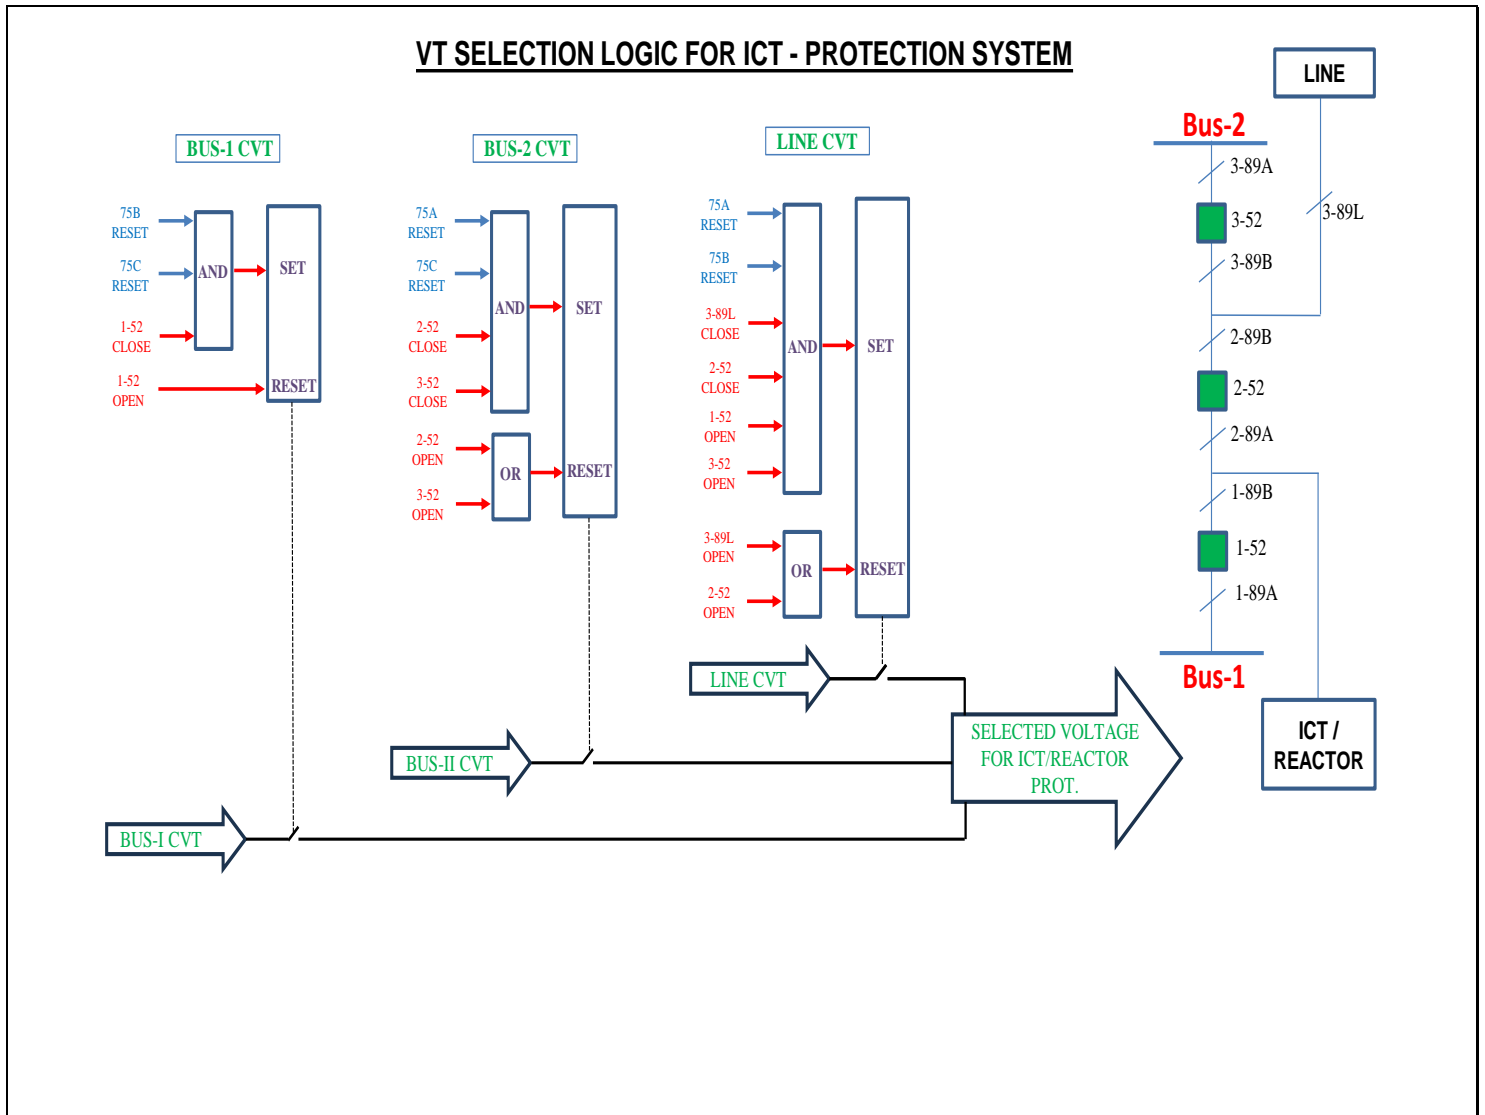 VT SELECTION LOGIC FOR ICT - PROTECTION SYSTEM
BUS-1 CVT
75B
RESET
75C
RESET
1-52
CLOSE
1-52
OPEN
AND
SET
RESET
BUS-2 CVT
75A
RESET
75C
RESET
2-52
CLOSE
3-52
CLOSE
2-52
OPEN
3-52
OPEN
AND
OR
SET
RESET
LINE CVT
75A
RESET
75B
RESET
3-89L
CLOSE
2-52
CLOSE
1-52
OPEN
3-52
OPEN
3-89L
OPEN
2-52
OPEN
AND
OR
SET
RESET
LINE
Bus-2
3-89A
3-52
3-89L
3-89B
2-89B
2-52
2-89A
1-89B
1-52
1-89A
Bus-1
ICT /
REACTOR
LINE CVT
BUS-II CVT
BUS-I CVT
SELECTED VOLTAGE
FOR ICT/REACTOR
PROT.